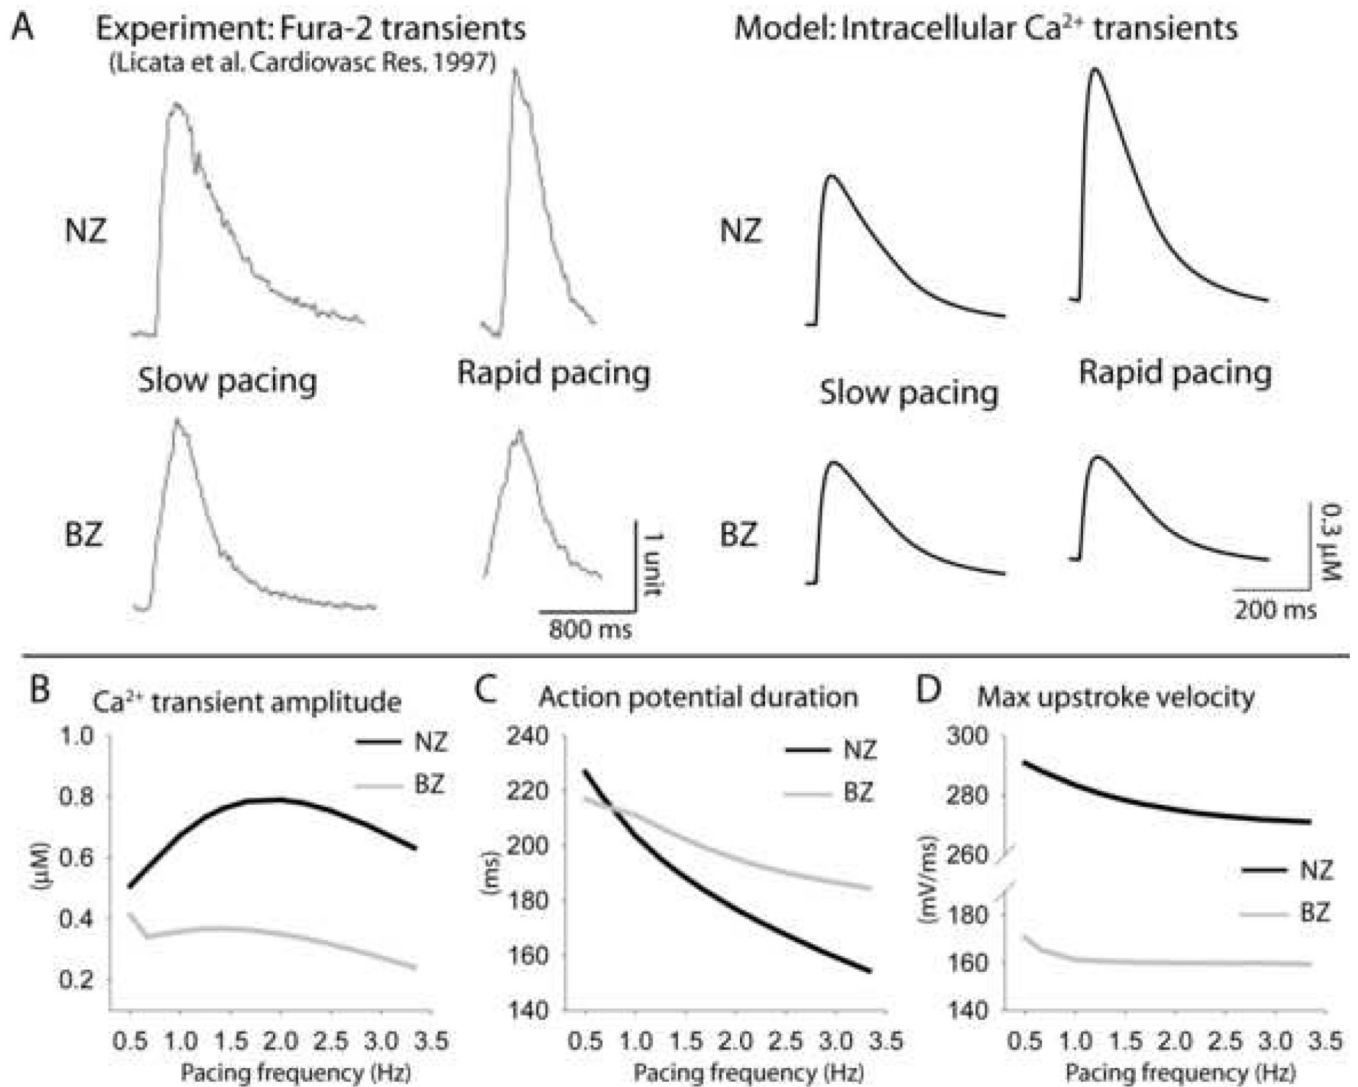 A
Experiment: Fura-2 transients
(Licata et al. Cardiovasc Res. 1997)
Model: Intracellular Ca²⁺ transients
NZ
NZ
Slow pacing
Rapid pacing
Slow pacing
Rapid pacing
BZ
1 unit
800 ms
BZ
0.3 μM
200 ms
B
Ca²⁺ transient amplitude
NZ
BZ
(μM)
1.0
0.8
0.6
0.4
0.2
0.5 1.0 1.5 2.0 2.5 3.0 3.5
Pacing frequency (Hz)
C
Action potential duration
NZ
BZ
(ms)
240
220
200
180
160
140
0.5 1.0 1.5 2.0 2.5 3.0 3.5
Pacing frequency (Hz)
D
Max upstroke velocity
(mV/ms)
300
280
260
180
160
140
NZ
BZ
0.5 1.0 1.5 2.0 2.5 3.0 3.5
Pacing frequency (Hz)